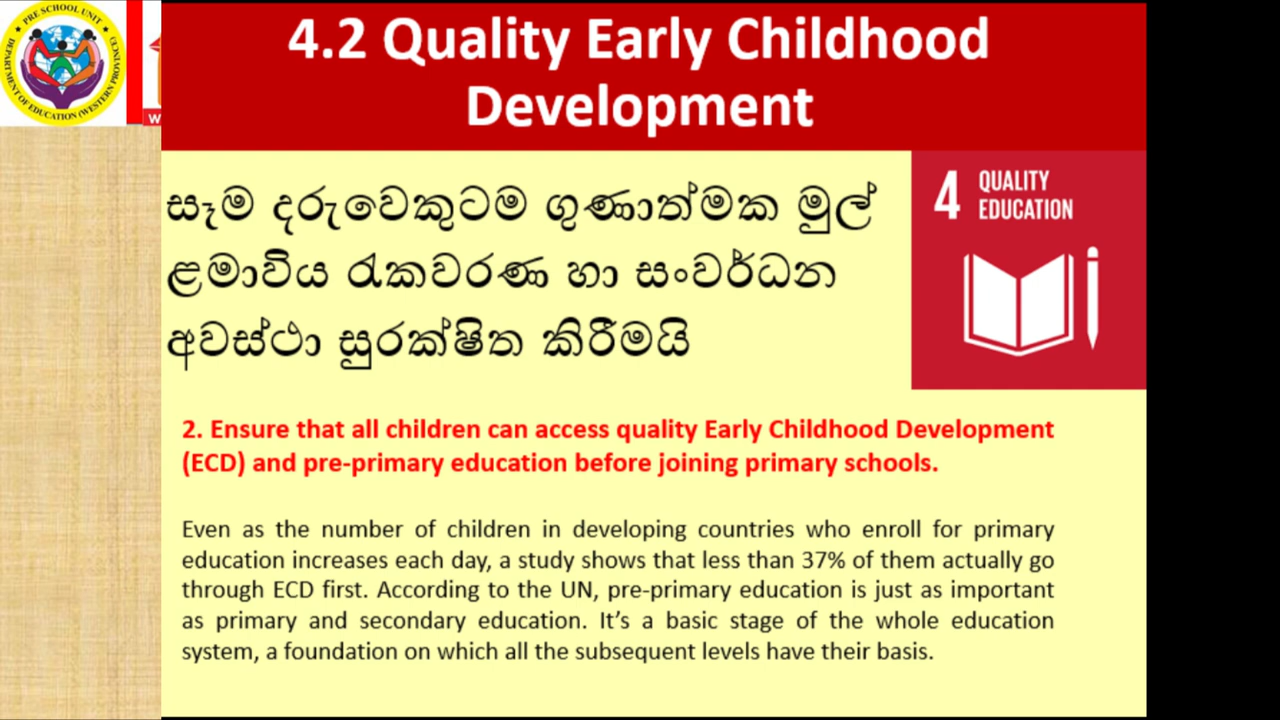 PRE SCHOOL UNIT
DEPARTMENT OF EDUCATION (WESTERN PROVINCE)
W
4.2 Quality Early Childhood
Development
සෑම දරුවෙකුටම ගුණාත්මක මුල්
ළමාවිය රැකවරණ හා සංවර්ධන
අවස්ථා සුරක්ෂිත කිරීමයි
4 QUALITY
EDUCATION
2. Ensure that all children can access quality Early Childhood Development
(ECD) and pre-primary education before joining primary schools.
Even as the number of children in developing countries who enroll for primary
education increases each day, a study shows that less than 37% of them actually go
through ECD first. According to the UN, pre-primary education is just as important
as primary and secondary education. It’s a basic stage of the whole education
system, a foundation on which all the subsequent levels have their basis.